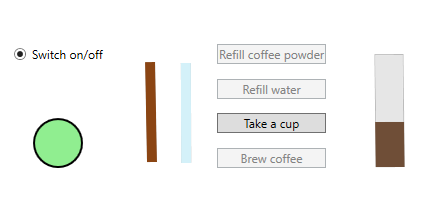 Switch on/off
Refill coffee powder
Refill water
Take a cup
Brew coffee